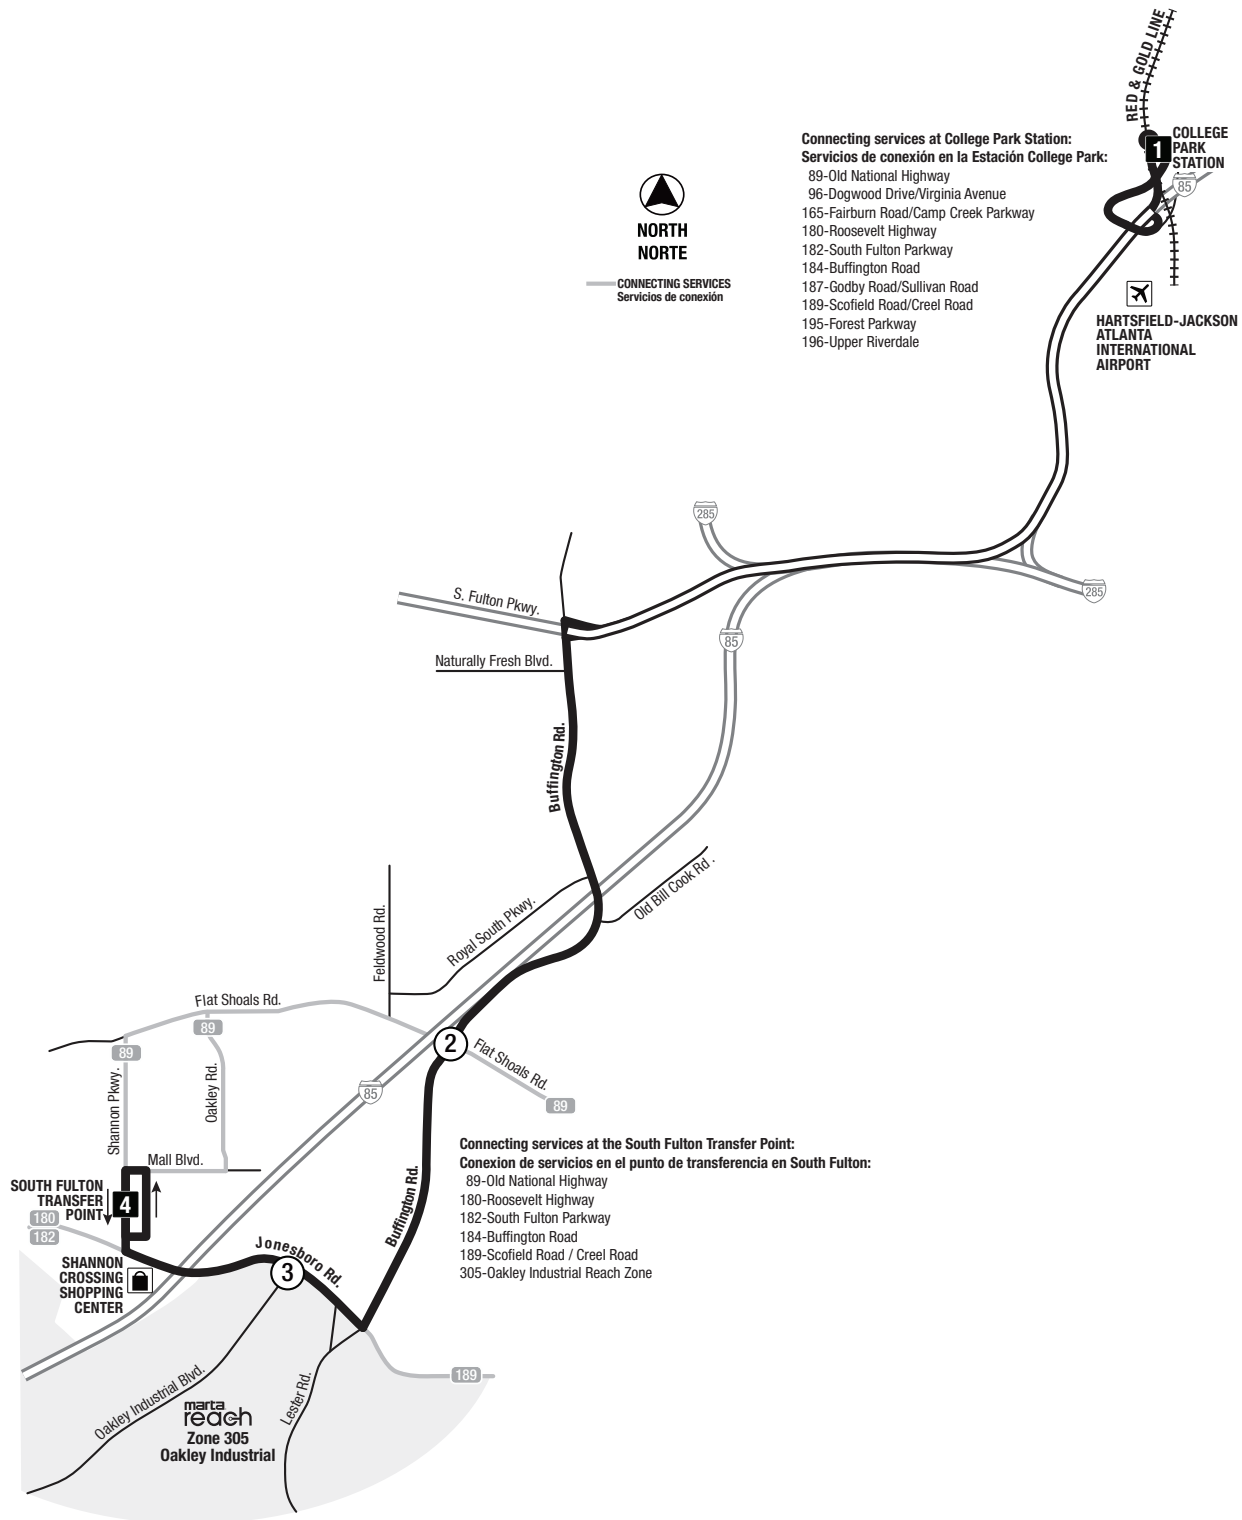 RED & GOLD LINE
1
COLLEGE
PARK
STATION
85
Connecting services at College Park Station:
Servicios de conexión en la Estación College Park:
89-Old National Highway
96-Dogwood Drive/Virginia Avenue
165-Fairburn Road/Camp Creek Parkway
180-Roosevelt Highway
182-South Fulton Parkway
184-Buffington Road
187-Godby Road/Sullivan Road
189-Scofield Road/Creel Road
195-Forest Parkway
196-Upper Riverdale
NORTH
NORTE
CONNECTING SERVICES
Servicios de conexión
HARTSFIELD-JACKSON
ATLANTA
INTERNATIONAL
AIRPORT
285
285
S. Fulton Pkwy.
85
Naturally Fresh Blvd.
Buffington Rd.
Old Bill Cook Rd .
Royal South Pkwy.
Feldwood Rd.
Flat Shoals Rd.
89
89
2
Flat Shoals Rd.
89
Shannon Pkwy.
Oakley Rd.
85
Mall Blvd.
SOUTH FULTON
TRANSFER
POINT
4
180
182
Buffington Rd.
Connecting services at the South Fulton Transfer Point:
Conexion de servicios en el punto de transferencia en South Fulton:
89-Old National Highway
180-Roosevelt Highway
182-South Fulton Parkway
184-Buffington Road
189-Scofield Road / Creel Road
305-Oakley Industrial Reach Zone
Jonesboro Rd.
3
SHANNON
CROSSING
SHOPPING
CENTER
189
Oakley Industrial Blvd.
Lester Rd.
marta
reach
Zone 305
Oakley Industrial